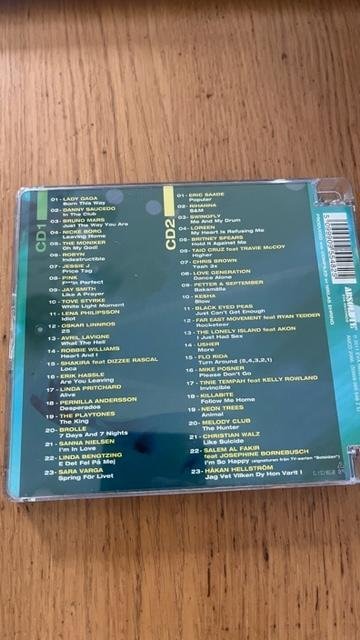 CD1
01 - LADY GAGA
Born This Way
02 - DANNY SAUCEDO
In The Club
03 - BRUNO MARS
Just The Way You Are
04 - NICKE BORG
Leaving Home
05 - THE MONIKER
Oh My God!
06 - ROBYN
Indestructible
07 - JESSIE J
Price Tag
08 - PINK
F**n Perfect
09 - JAY SMITH
Like A Prayer
10 - TOVE STYRKE
White Light Moment
11 - LENA PHILIPSSON
Idiot
12 - OSKAR LINNROS
25
13 - AVRIL LAVIGNE
What The Hell
14 - ROBBIE WILLIAMS
Heart And I
15 - SHAKIRA feat DIZZEE RASCAL
Loca
16 - ERIK HASSLE
Are You Leaving
17 - LINDA PRITCHARD
Alive
18 - PERNILLA ANDERSSON
Desperados
19 - THE PLAYTONES
The King
20 - BROLLE
7 Days And 7 Nights
21 - SANNA NIELSEN
I'm In Love
22 - LINDA BENGTZING
E Det Fel På Mej
23 - SARA VARGA
Spring För Livet
CD2
01 - ERIC SAADE
Popular
02 - RIHANNA
S&M
03 - SWINGFLY
Me And My Drum
04 - LOREEN
My Heart Is Refusing Me
05 - BRITNEY SPEARS
Hold It Against Me
06 - TAIO CRUZ feat TRAVIE McCOY
Higher
07 - CHRIS BROWN
Yeah 3x
08 - LOVE GENERATION
Dance Alone
09 - PETTER & SEPTEMBER
Bakamåla
10 - KESHA
Blow
11 - BLACK EYED PEAS
Just Can't Get Enough
12 - FAR EAST MOVEMENT feat RYAN TEDDER
Rocketeer
13 - THE LONELY ISLAND feat AKON
I Just Had Sex
14 - USHER
More
15 - FLO RIDA
Turn Around (5,4,3,2,1)
16 - MIKE POSNER
Please Don't Go
17 - TINIE TEMPAH feat KELLY ROWLAND
Invincible
18 - KILLABITE
Follow Me Home
19 - NEON TREES
Animal
20 - MELODY CLUB
The Hunter
21 - CHRISTIAN WALZ
Like Suicide
22 - SALEM AL FAKIR
feat JOSEPHINE BORNEBUSCH
I'm So Happy
23 - HÅKAN HELLSTRÖM
Jag Vet Vilken Dy Hon Varit I